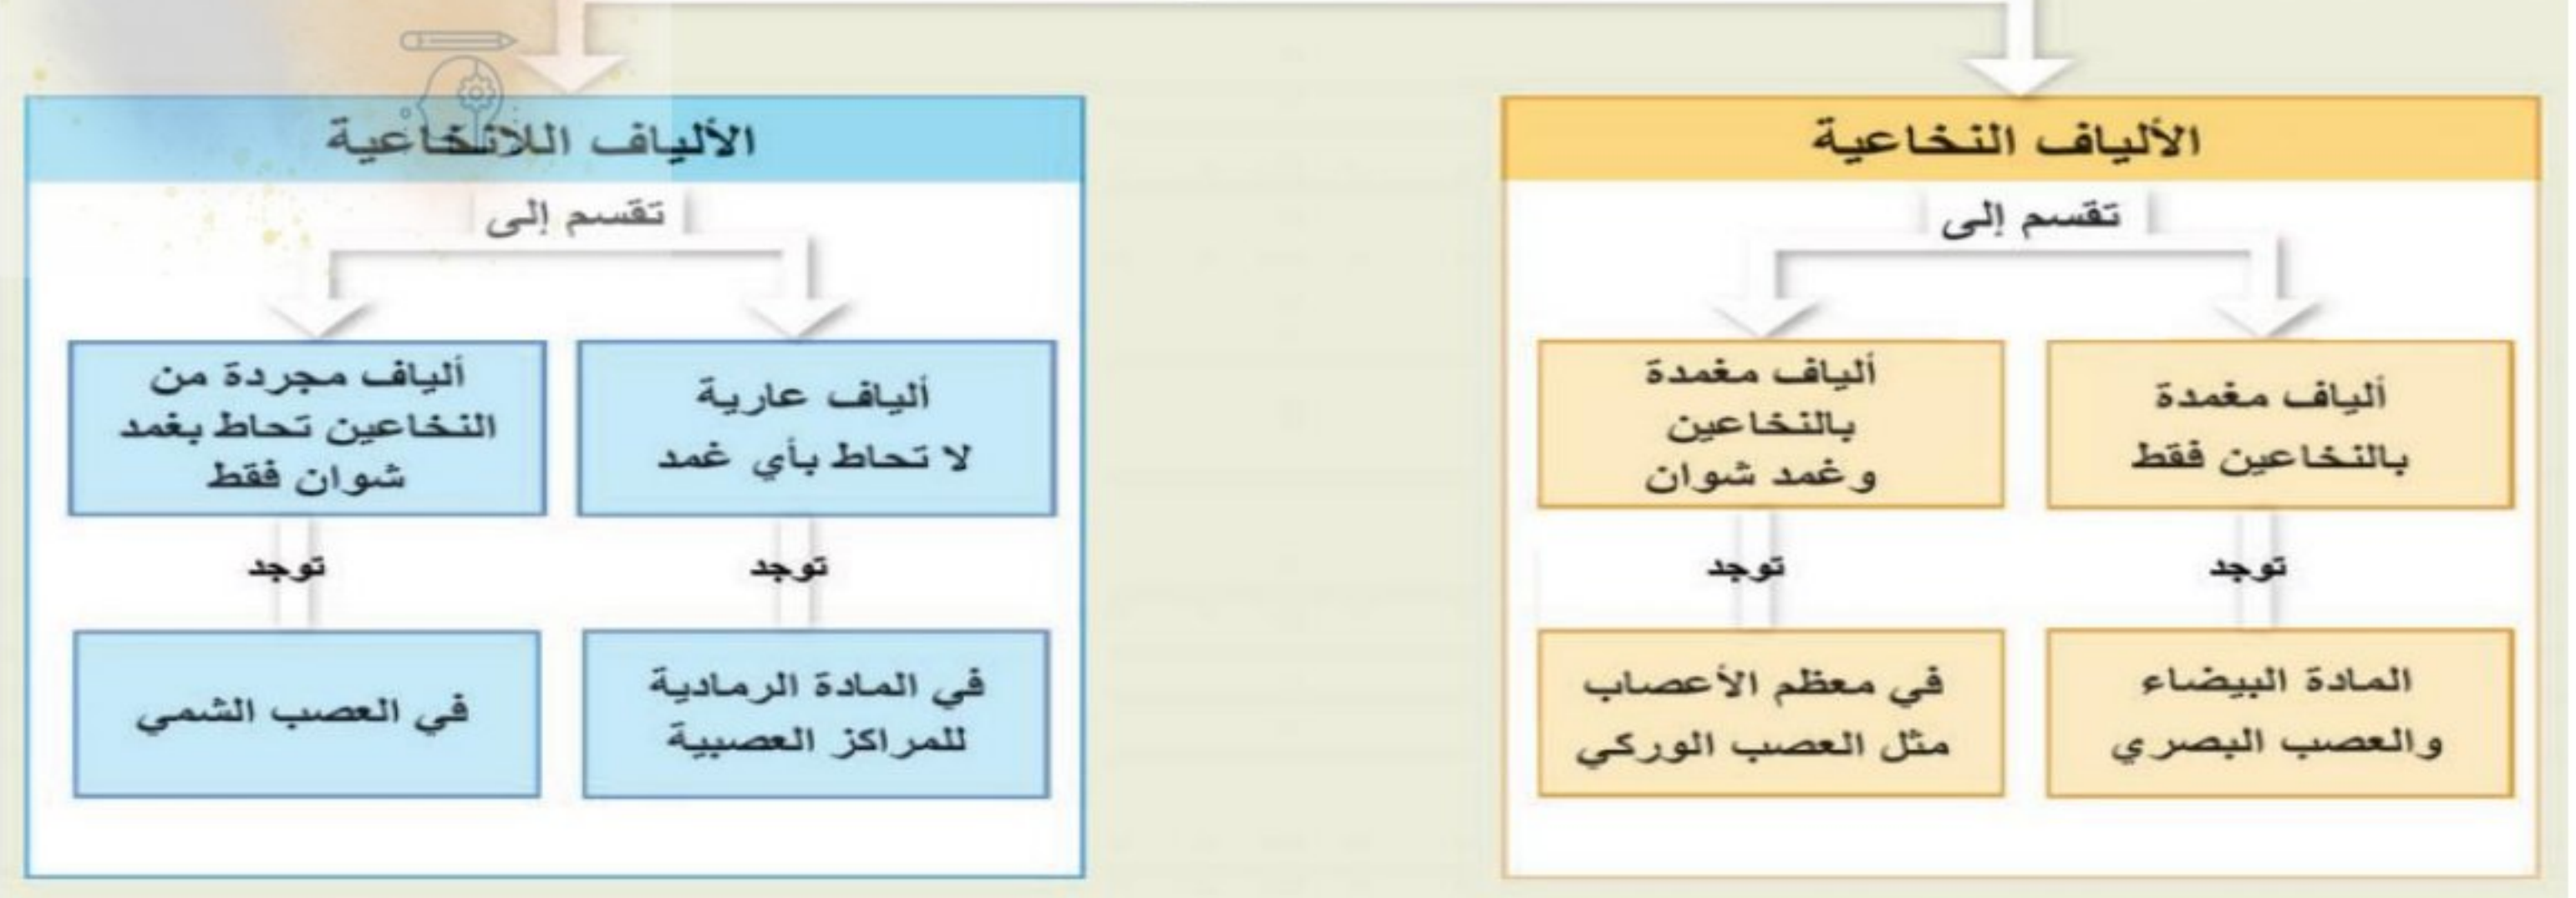 الألياف النخاعية
تقسم إلى
ألياف مغمدة
بالنخاعين فقط
توجد
المادة البيضاء
والعصب البصري
ألياف مغمدة
بالنخاعين
وغمد شوان
توجد
في معظم الأعصاب
مثل العصب الوركي
الألياف اللانخاعية
تقسم إلى
ألياف عارية
لا تحاط بأي غمد
توجد
في المادة الرمادية
للمراكز العصبية
ألياف مجردة من
النخاعين تحاط بغمد
شوان فقط
توجد
في العصب الشمي